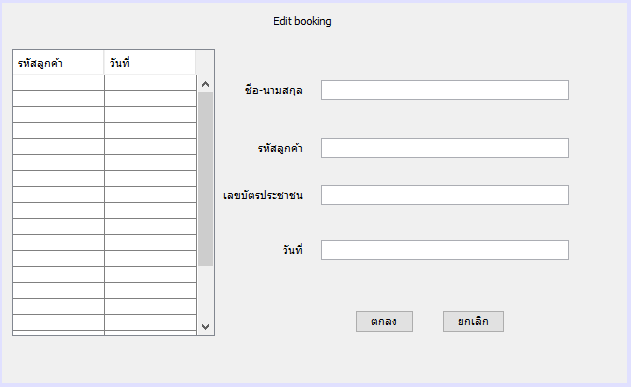 Edit booking
รหัสลูกค้า วันที่
ชื่อ-นามสกุล
รหัสลูกค้า
เลขบัตรประชาชน
วันที่
ตกลง ยกเลิก